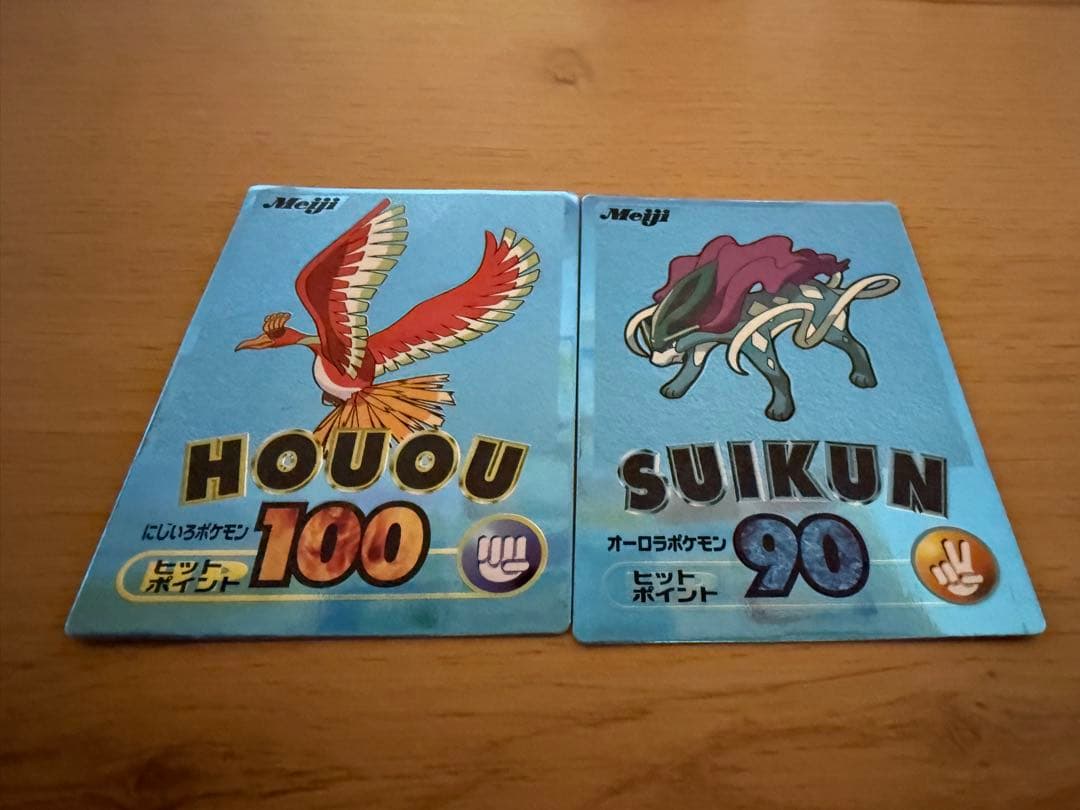 Meiji
HOUOU
にじいろポケモン
100
ヒット
ポイント
Meiji
SUIKUN
オーロラポケモン
90
ヒット
ポイント